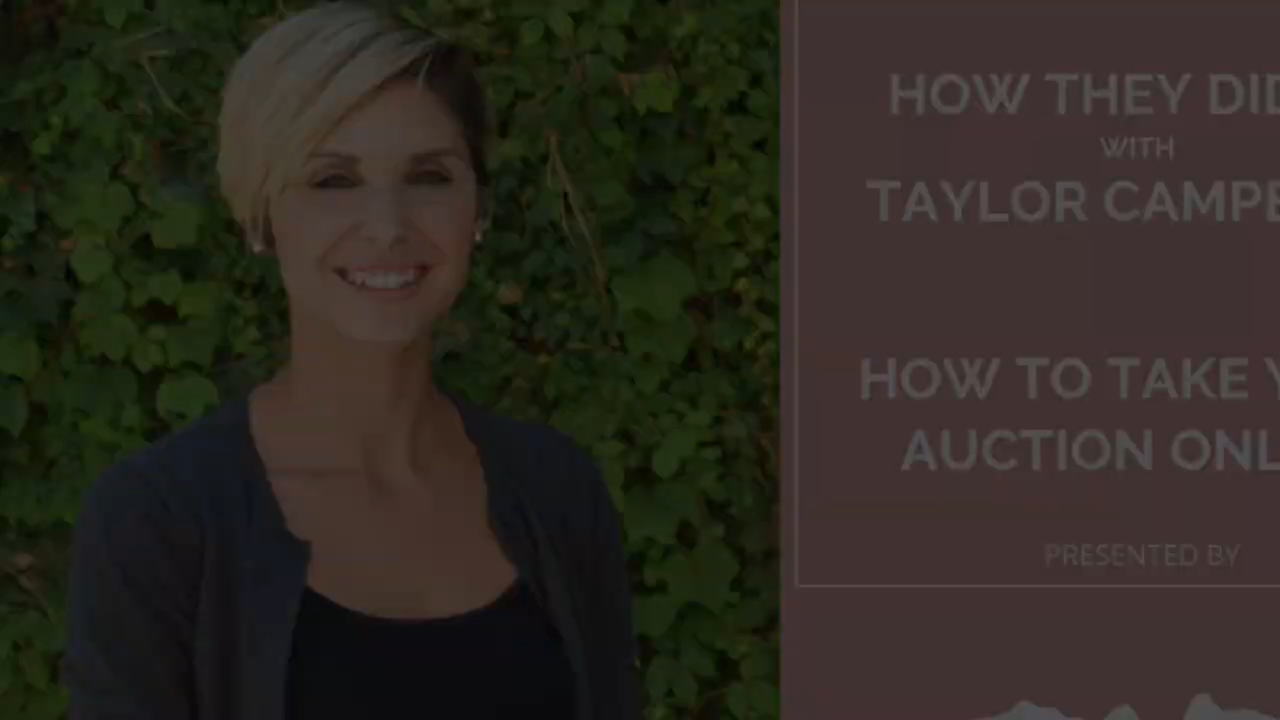 HOW THEY DID
WITH
TAYLOR CAMPE
HOW TO TAKE
AUCTION ONL
PRESENTED BY